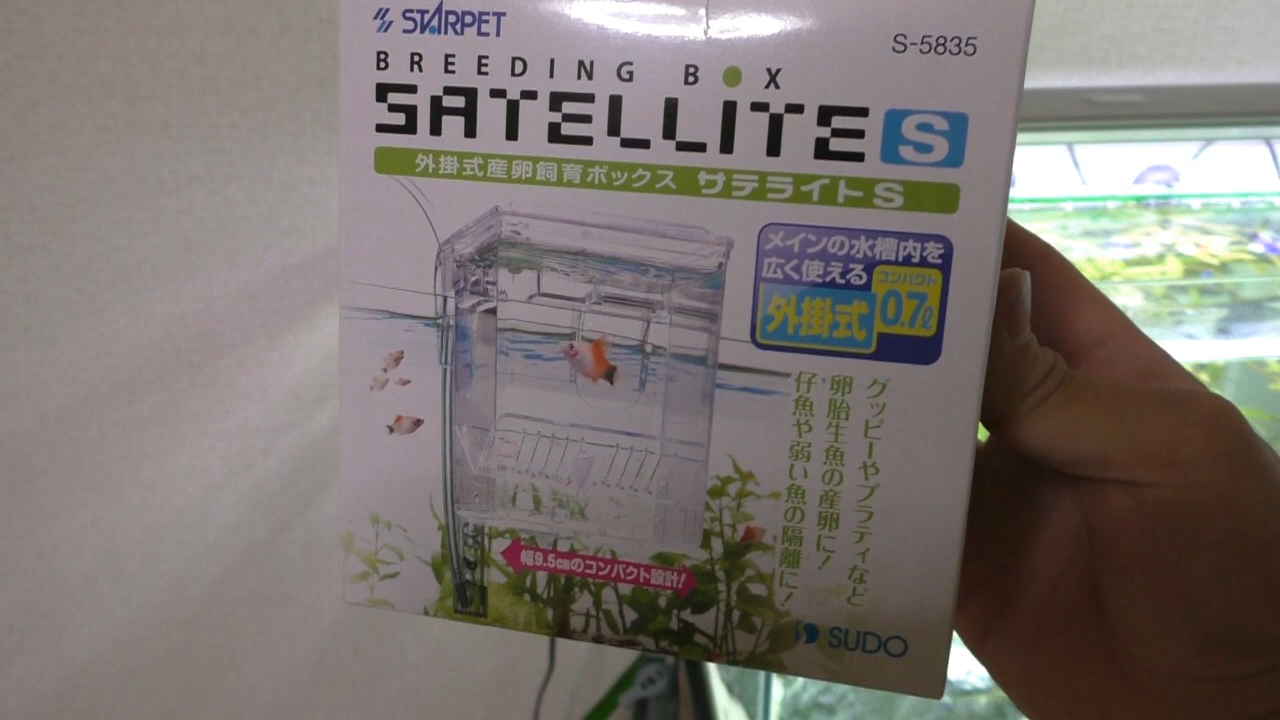 STARPET
S-5835
BREEDING BOX
SATELLITE S
外掛式産卵飼育ボックス サテライトS
メインの水槽内を
広く使える
コンパクト
外掛式 0.7ℓ
グッピーやプラティなど
卵胎生魚の産卵に!
仔魚や弱い魚の隔離に!
幅9.5cmのコンパクト設計!
SUDO